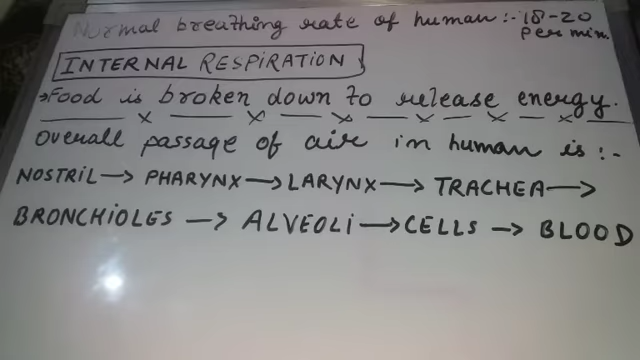 Normal breathing rate of human:- 18-20
per min.
INTERNAL RESPIRATION
→Food is broken down to release energy.
Overall passage of air in human is :-
NOSTRIL → PHARYNX → LARYNX → TRACHEA →
BRONCHIOLES → ALVEOLI → CELLS → BLOOD